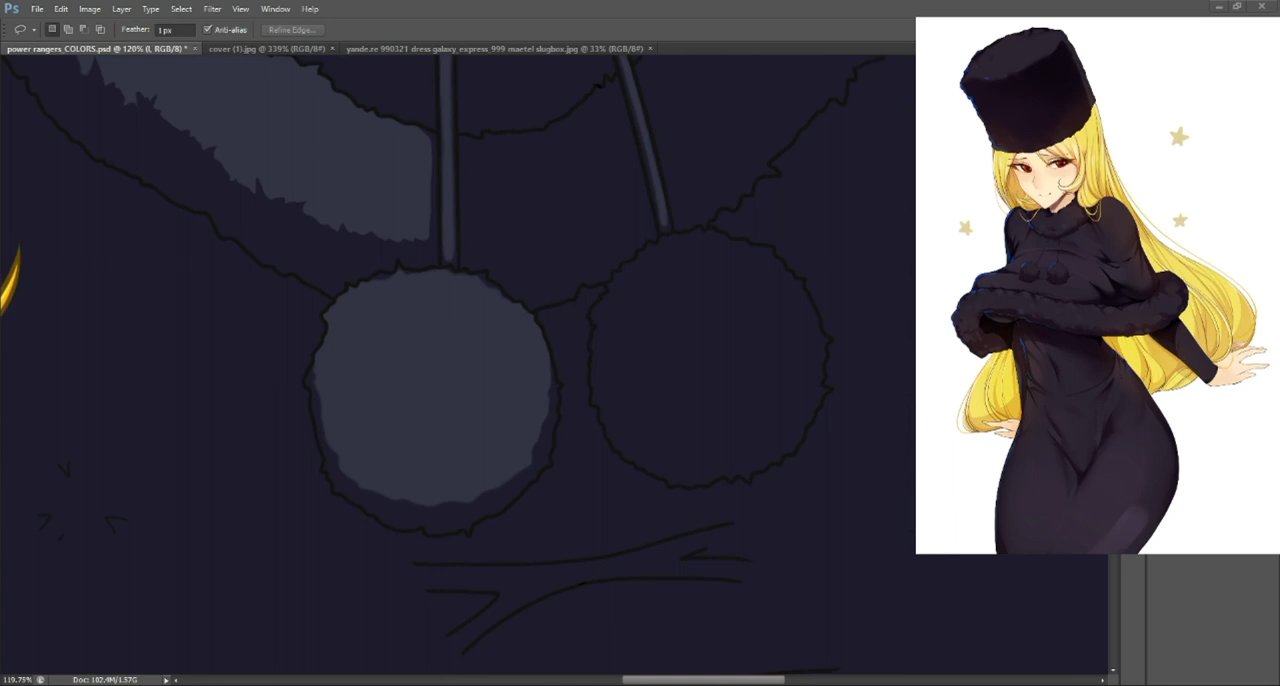 Ps File Edit Image Layer Type Select Filter View Window Help
Feather: 1 px Anti-alias Refine Edge...
power rangers_COLORS.psd @ 120% (l, RGB/8) * × cover (1).jpg @ 339% (RGB/8#) × yande.re 990321 dress galaxy_express_999 maetel slugbox.jpg @ 33% (RGB/8#) ×
119.75% Doc: 102.4M/1.57G